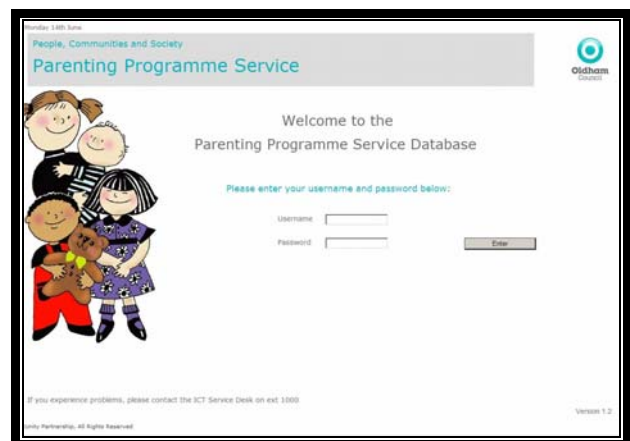 Monday 14th June
People, Communities and Society
Parenting Programme Service
Oldham
Council
Welcome to the
Parenting Programme Service Database
Please enter your username and password below:
Username
Password
Enter
If you experience problems, please contact the ICT Service Desk on ext 1000
Version 1.2
Unity Partnership, All Rights Reserved